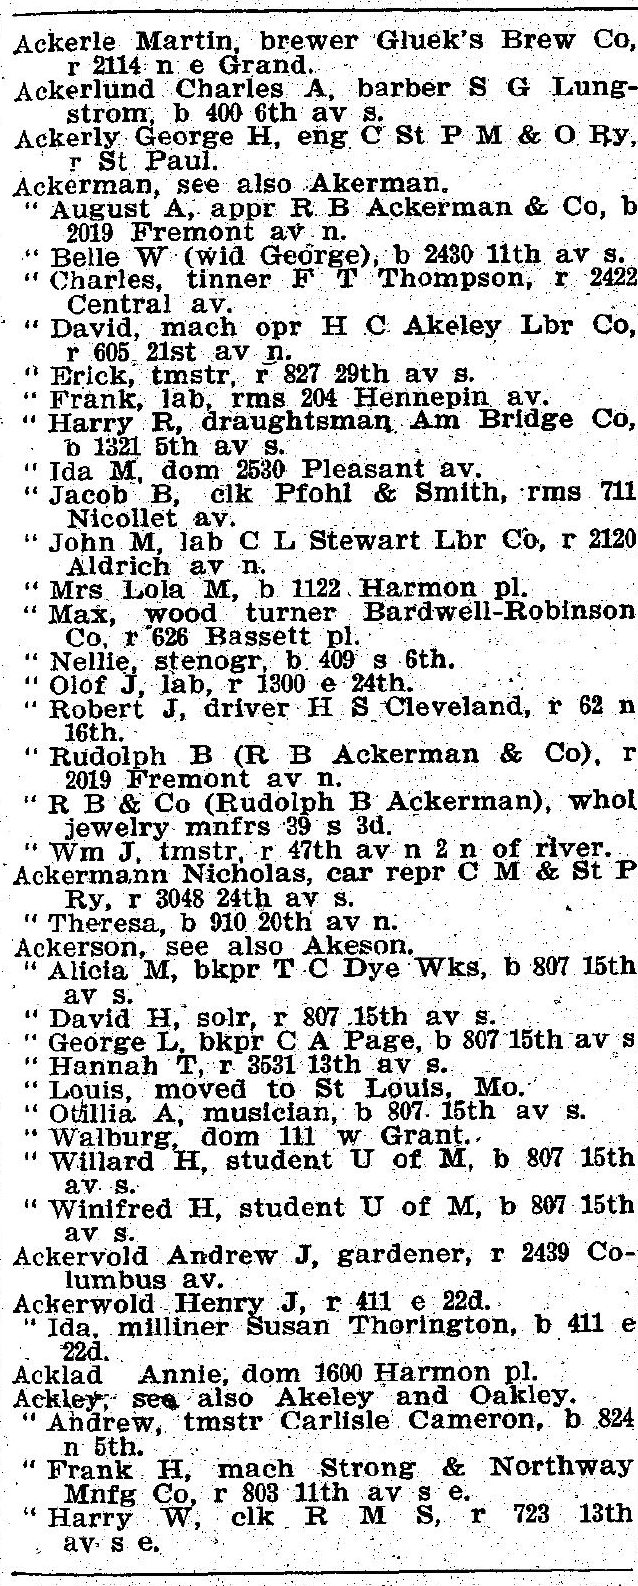 Ackerle Martin, brewer Gluek's Brew Co,
r 2114 n e Grand.
Ackerlund Charles A, barber S G Lung-
strom, b 400 6th av s.
Ackerly George H, eng C St P M & O Ry,
r St Paul.
Ackerman, see also Akerman.
" August A, appr R B Ackerman & Co, b
2019 Fremont av n.
" Belle W (wid George), b 2430 11th av s.
" Charles, tinner F T Thompson, r 2422
Central av.
" David, mach opr H C Akeley Lbr Co,
r 605 21st av n.
" Erick, tmstr, r 827 29th av s.
" Frank, lab, rms 204 Hennepin av.
" Harry R, draughtsman Am Bridge Co,
b 1321 5th av s.
" Ida M, dom 2530 Pleasant av.
" Jacob B, clk Pfohl & Smith, rms 711
Nicollet av.
" John M, lab C L Stewart Lbr Co, r 2120
Aldrich av n.
" Mrs Lola M, b 1122 Harmon pl.
" Max, wood turner Bardwell-Robinson
Co, r 626 Bassett pl.
" Nellie, stenogr, b 409 s 6th.
" Olof J, lab, r 1300 e 24th.
" Robert J, driver H S Cleveland, r 62 n
16th.
" Rudolph B (R B Ackerman & Co), r
2019 Fremont av n.
" R B & Co (Rudolph B Ackerman), whol
jewelry mnfrs 39 s 3d.
" Wm J, tmstr, r 47th av n 2 n of river.
Ackermann Nicholas, car repr C M & St P
Ry, r 3048 24th av s.
" Theresa, b 910 20th av n.
Ackerson, see also Akeson.
" Alicia M, bkpr T C Dye Wks, b 807 15th
av s.
" David H, solr, r 807 15th av s.
" George L, bkpr C A Page, b 807 15th av s
" Hannah T, r 3531 13th av s.
" Louis, moved to St Louis, Mo.
" Otillia A, musician, b 807 15th av s.
" Walburg, dom 111 w Grant.
" Willard H, student U of M, b 807 15th
av s.
" Winifred H, student U of M, b 807 15th
av s.
Ackervold Andrew J, gardener, r 2439 Co-
lumbus av.
Ackerwold Henry J, r 411 e 22d.
" Ida, milliner Susan Thorington, b 411 e
22d.
Acklad Annie, dom 1600 Harmon pl.
Ackley, see also Akeley and Oakley.
" Andrew, tmstr Carlisle Cameron, b 824
n 5th.
" Frank H, mach Strong & Northway
Mnfg Co, r 803 11th av s e.
" Harry W, clk R M S, r 723 13th
av s e.